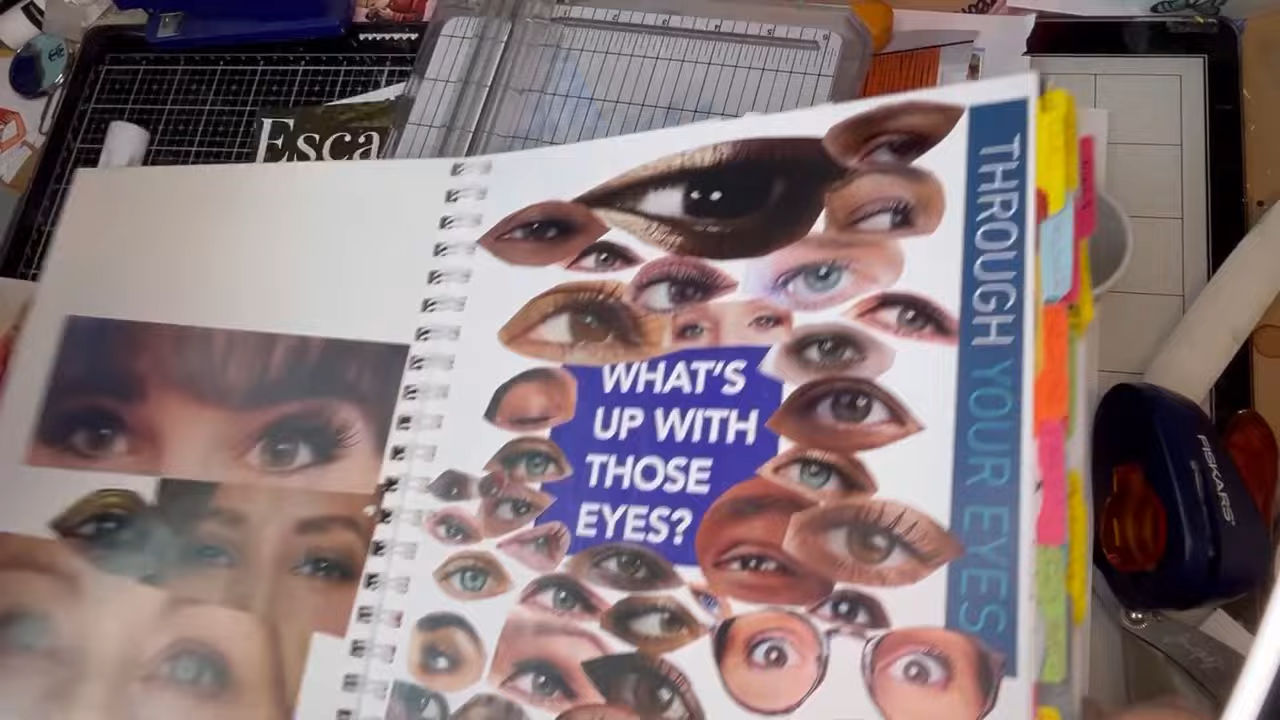 Esca
THROUGH YOUR EYES
WHAT'S
UP WITH
THOSE
EYES?
FISKARS